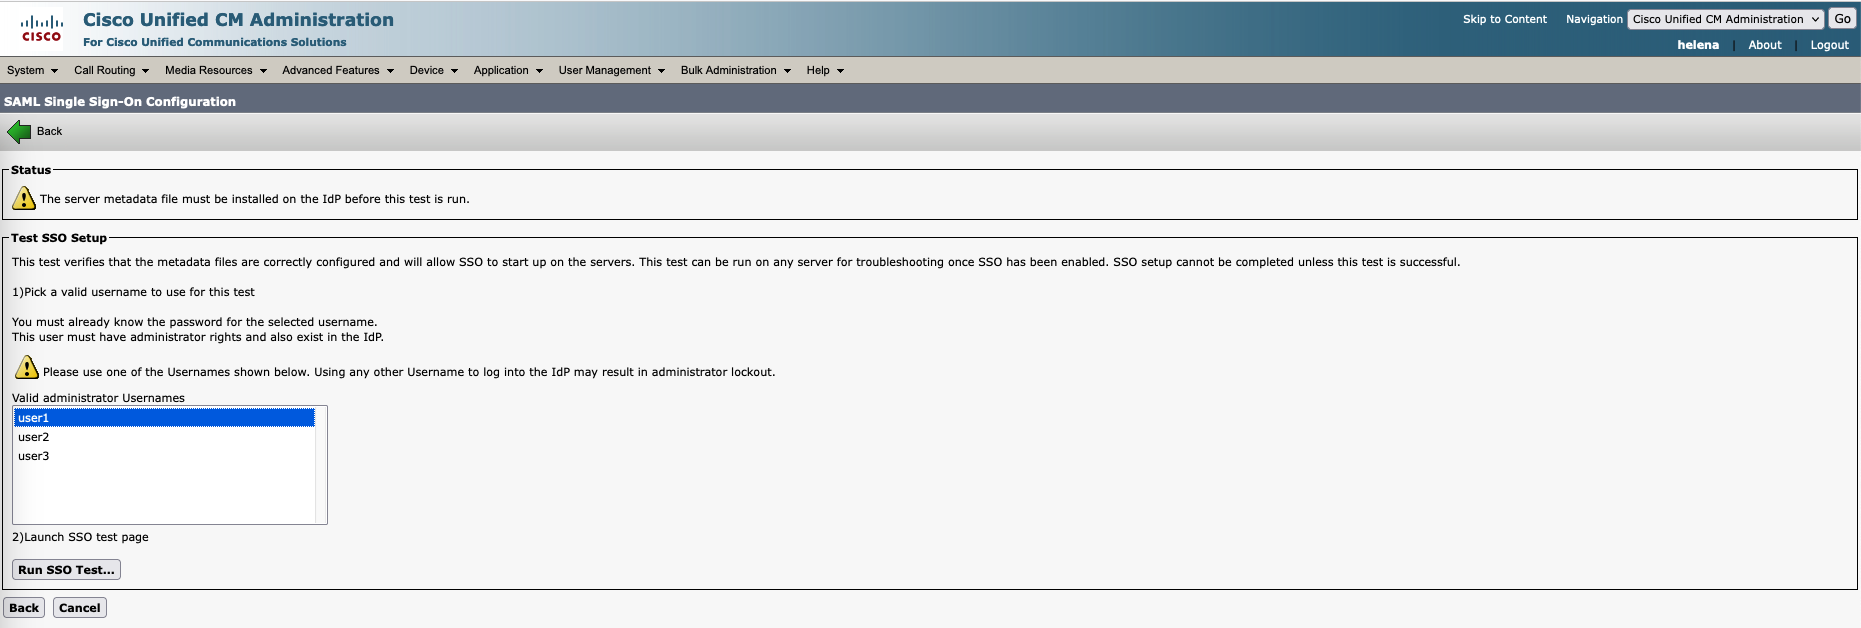 CISCO
Cisco Unified CM Administration
For Cisco Unified Communications Solutions
Skip to Content Navigation Cisco Unified CM Administration Go
helena | About | Logout
System Call Routing Media Resources Advanced Features Device Application User Management Bulk Administration Help
SAML Single Sign-On Configuration
Back
Status
The server metadata file must be installed on the IdP before this test is run.
Test SSO Setup
This test verifies that the metadata files are correctly configured and will allow SSO to start up on the servers. This test can be run on any server for troubleshooting once SSO has been enabled. SSO setup cannot be completed unless this test is successful.
1)Pick a valid username to use for this test
You must already know the password for the selected username.
This user must have administrator rights and also exist in the IdP.
Please use one of the Usernames shown below. Using any other Username to log into the IdP may result in administrator lockout.
Valid administrator Usernames
user1
user2
user3
2)Launch SSO test page
Run SSO Test...
Back Cancel